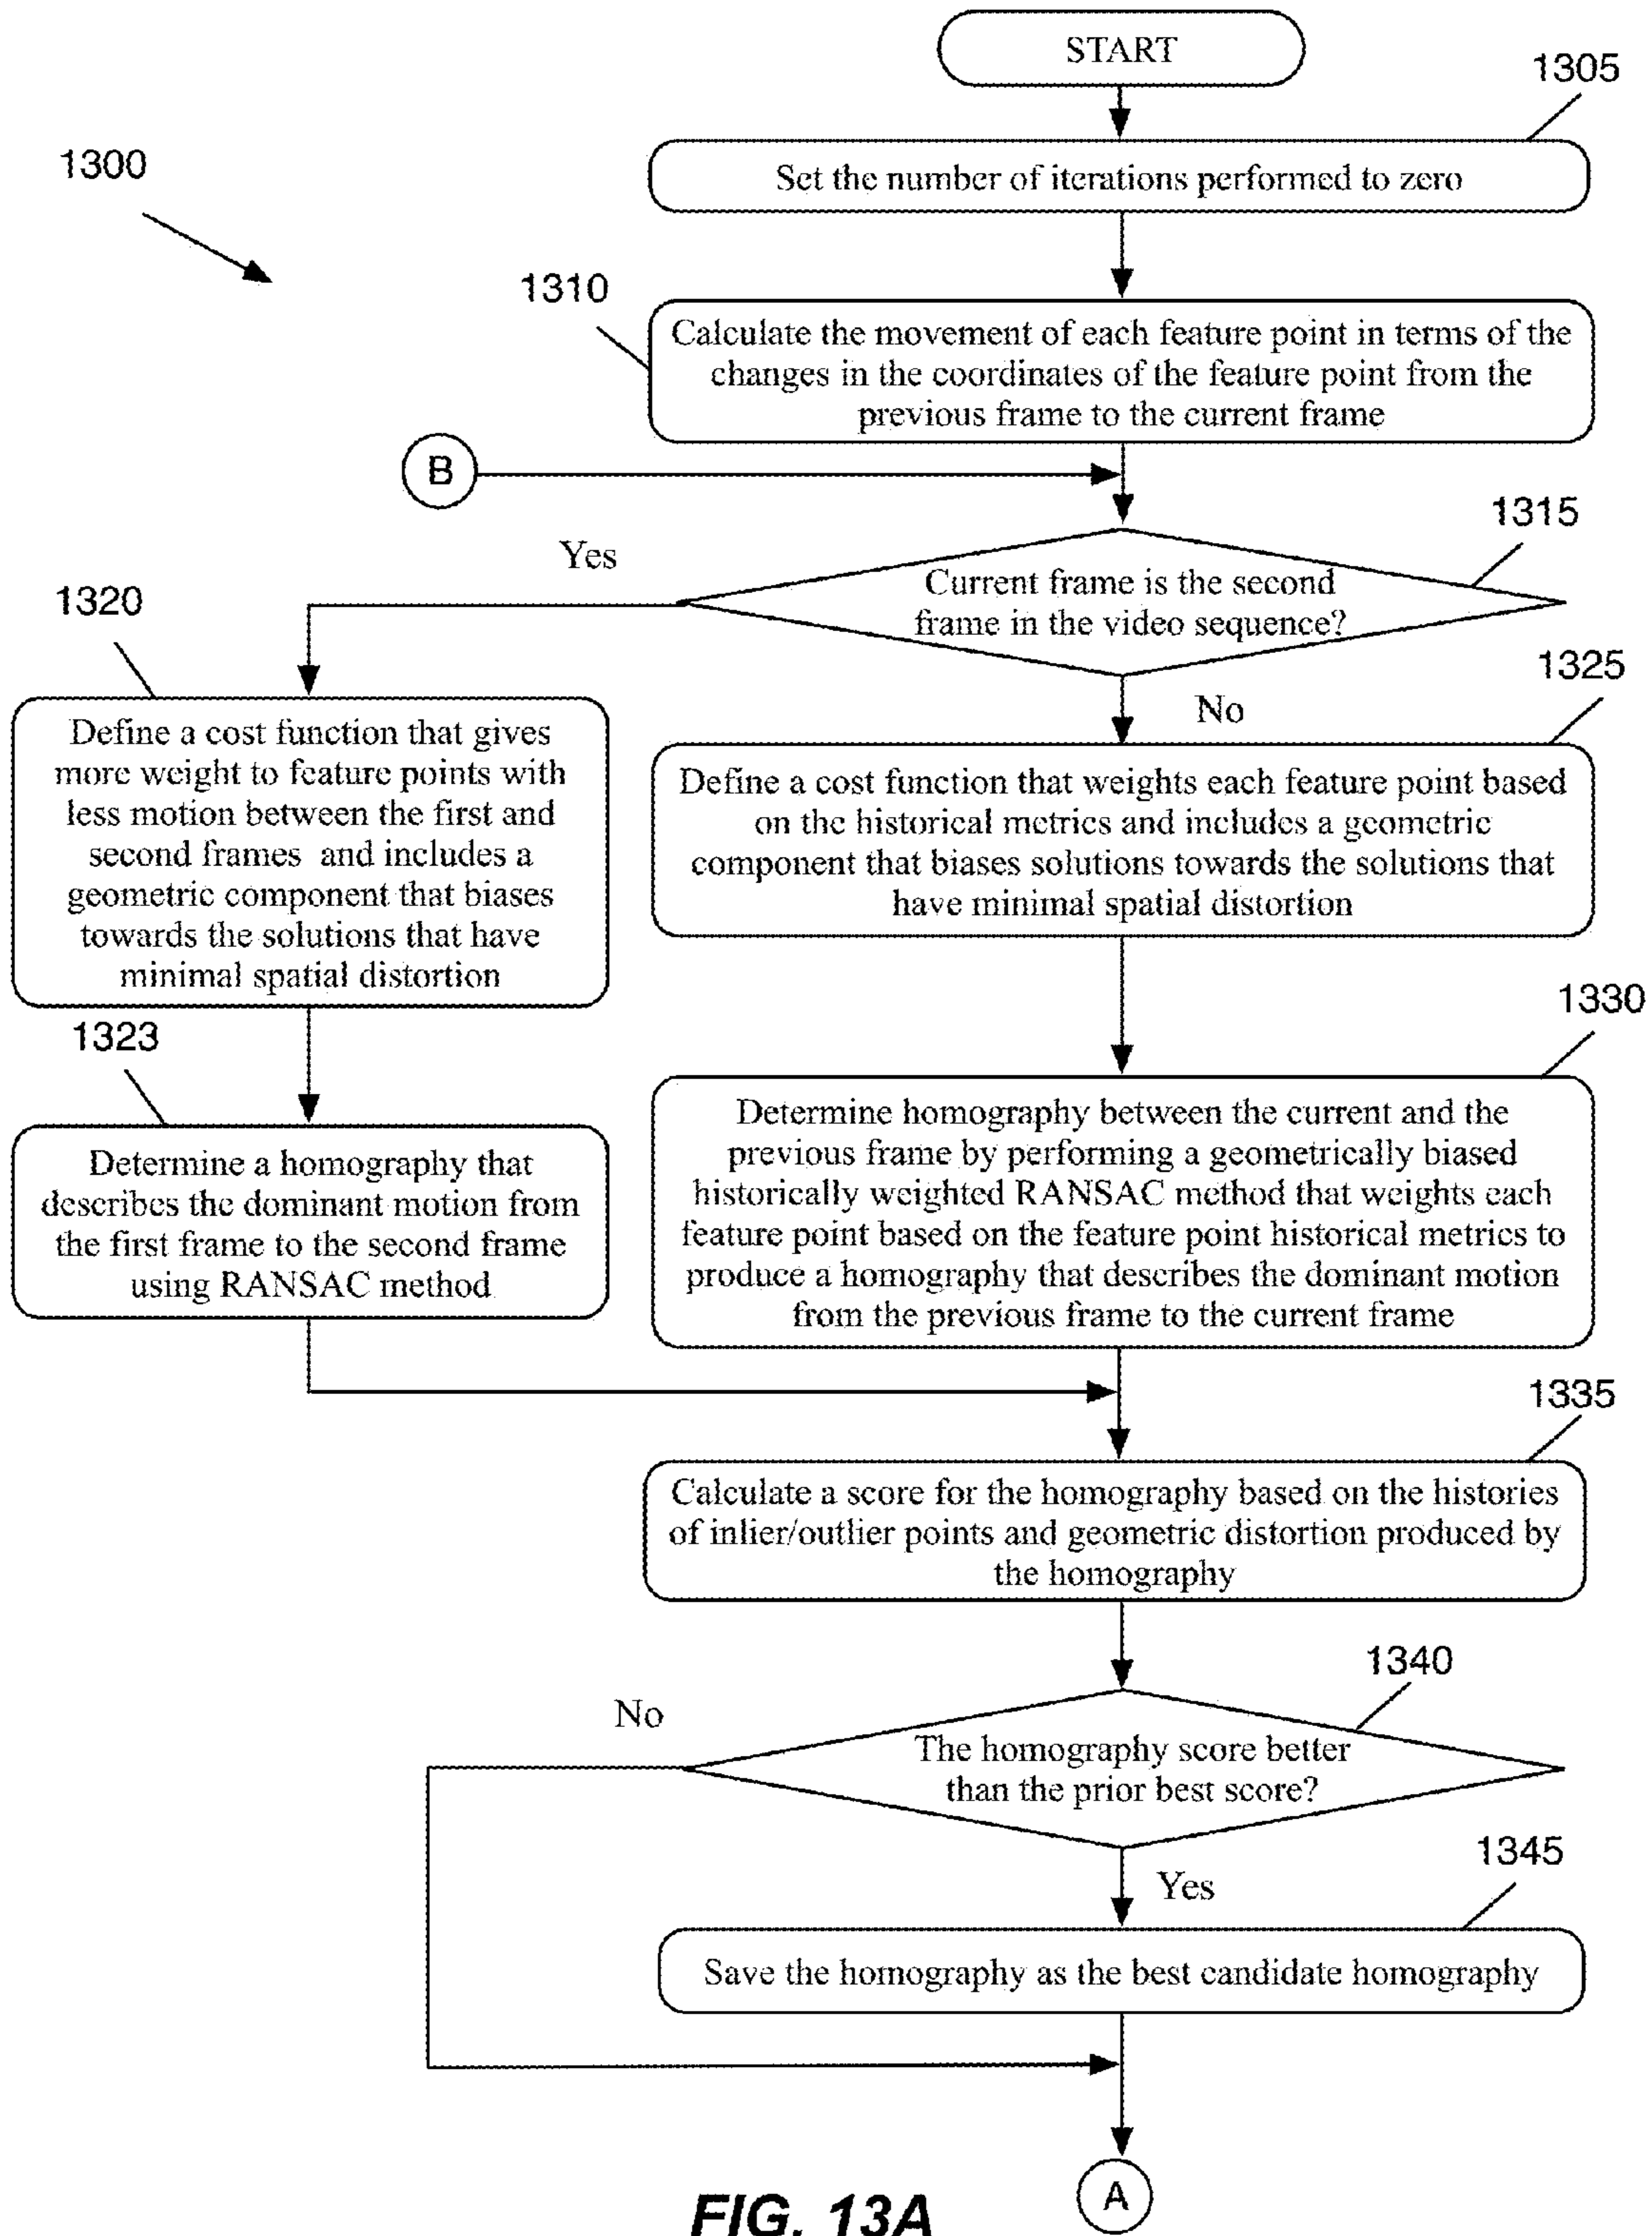 START
1305
Set the number of iterations performed to zero
1300
1310
Calculate the movement of each feature point in terms of the
changes in the coordinates of the feature point from the
previous frame to the current frame
B
1315
Yes
Current frame is the second
frame in the video sequence?
1320
1325
No
Define a cost function that gives
more weight to feature points with
less motion between the first and
second frames and includes a
geometric component that biases
towards the solutions that have
minimal spatial distortion
Define a cost function that weights each feature point based
on the historical metrics and includes a geometric
component that biases solutions towards the solutions that
have minimal spatial distortion
1323
1330
Determine a homography that
describes the dominant motion from
the first frame to the second frame
using RANSAC method
Determine homography between the current and the
previous frame by performing a geometrically biased
historically weighted RANSAC method that weights each
feature point based on the feature point historical metrics to
produce a homography that describes the dominant motion
from the previous frame to the current frame
1335
Calculate a score for the homography based on the histories
of inlier/outlier points and geometric distortion produced by
the homography
1340
No
The homography score better
than the prior best score?
1345
Yes
Save the homography as the best candidate homography
A
FIG. 13A